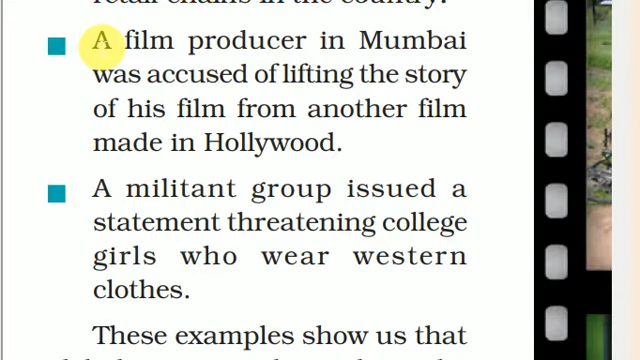 A film producer in Mumbai
was accused of lifting the story
of his film from another film
made in Hollywood.
A militant group issued a
statement threatening college
girls who wear western
clothes.
These examples show us that